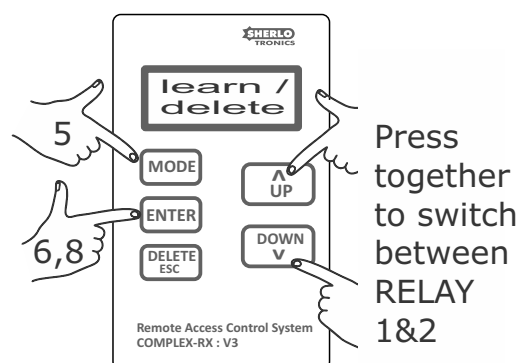 SHERLO
TRONICS
learn /
delete
5
MODE
ENTER
6,8
DELETE
ESC
UP
DOWN
Press
together
to switch
between
RELAY
1&2
Remote Access Control System
COMPLEX-RX : V3